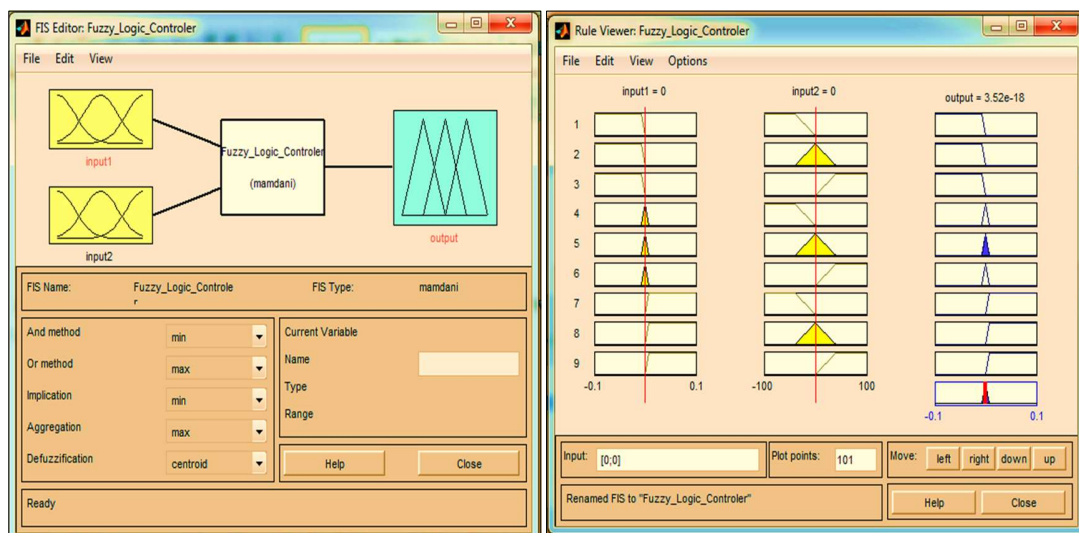 FIS Editor: Fuzzy_Logic_Controler
File Edit View
input1
input2
Fuzzy_Logic_Controler
(mamdani)
output
FIS Name: Fuzzy_Logic_Controle
r
FIS Type: mamdani
And method min
Or method max
Implication min
Aggregation max
Defuzzification centroid
Current Variable
Name
Type
Range
Help Close
Ready
Rule Viewer: Fuzzy_Logic_Controler
File Edit View Options
input1 = 0 input2 = 0 output = 3.52e-18
1
2
3
4
5
6
7
8
9
-0.1 0.1 -100 100
-0.1 0.1
Input: [0;0] Plot points: 101 Move: left right down up
Renamed FIS to "Fuzzy_Logic_Controler" Help Close